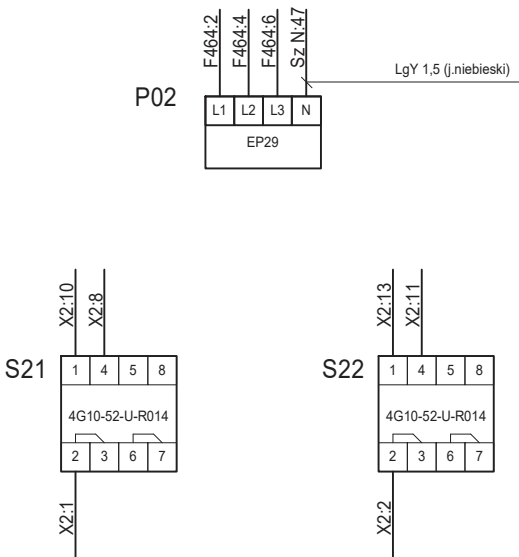 F464:2 F464:4 F464:6 Sz N:47
LgY 1,5 (j.niebieski)
P02
L1 L2 L3 N
EP29
X2:10 X2:8
X2:13 X2:11
S21
1 4 5 8
4G10-52-U-R014
2 3 6 7
X2:1
S22
1 4 5 8
4G10-52-U-R014
2 3 6 7
X2:2